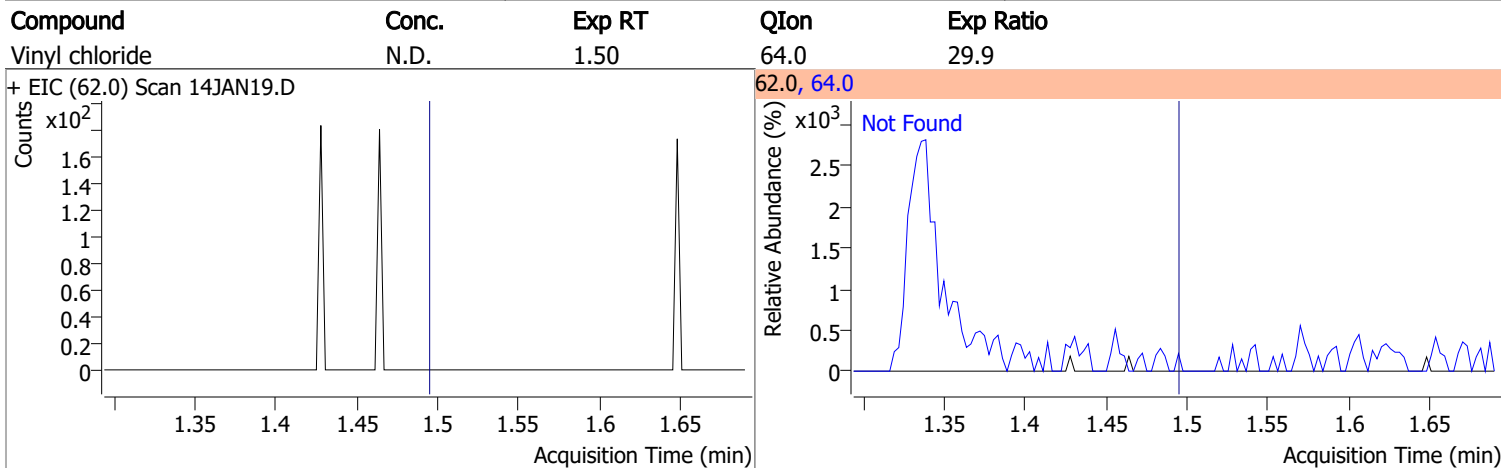 Compound Conc. Exp RT QIon Exp Ratio
Vinyl chloride N.D. 1.50 64.0 29.9
+ EIC (62.0) Scan 14JAN19.D
Counts
x10²
1.6
1.4
1.2
1
0.8
0.6
0.4
0.2
0
1.35 1.4 1.45 1.5 1.55 1.6 1.65
Acquisition Time (min)
62.0, 64.0
Relative Abundance (%)
x10³
Not Found
2.5
2
1.5
1
0.5
0
1.35 1.4 1.45 1.5 1.55 1.6 1.65
Acquisition Time (min)